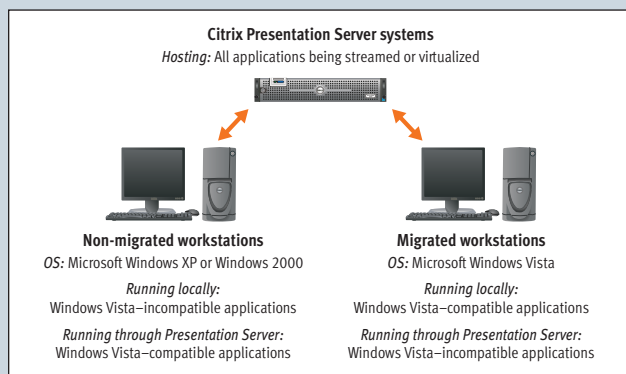 Citrix Presentation Server systems
Hosting: All applications being streamed or virtualized
Non-migrated workstations
OS: Microsoft Windows XP or Windows 2000
Running locally:
Windows Vista–incompatible applications
Running through Presentation Server:
Windows Vista–compatible applications
Migrated workstations
OS: Microsoft Windows Vista
Running locally:
Windows Vista–compatible applications
Running through Presentation Server:
Windows Vista–incompatible applications